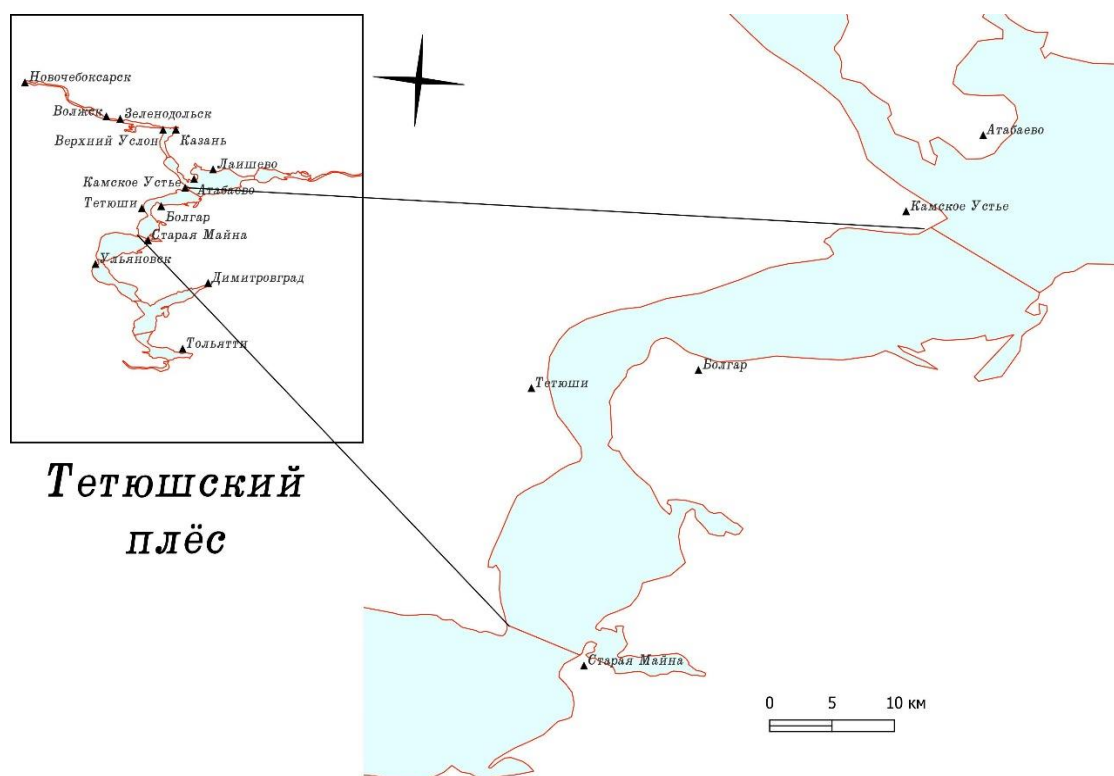 Новочебоксарск
Волжск
Зеленодольск
Верхний Услон
Казань
Лаишево
Камское Устье
Атабаево
Тетюши
Болгар
Старая Майна
Ульяновск
Димитровград
Тольятти
Тетюшский
плёс
Атабаево
Камское Устье
Болгар
Тетюши
Старая Майна
0 5 10 км